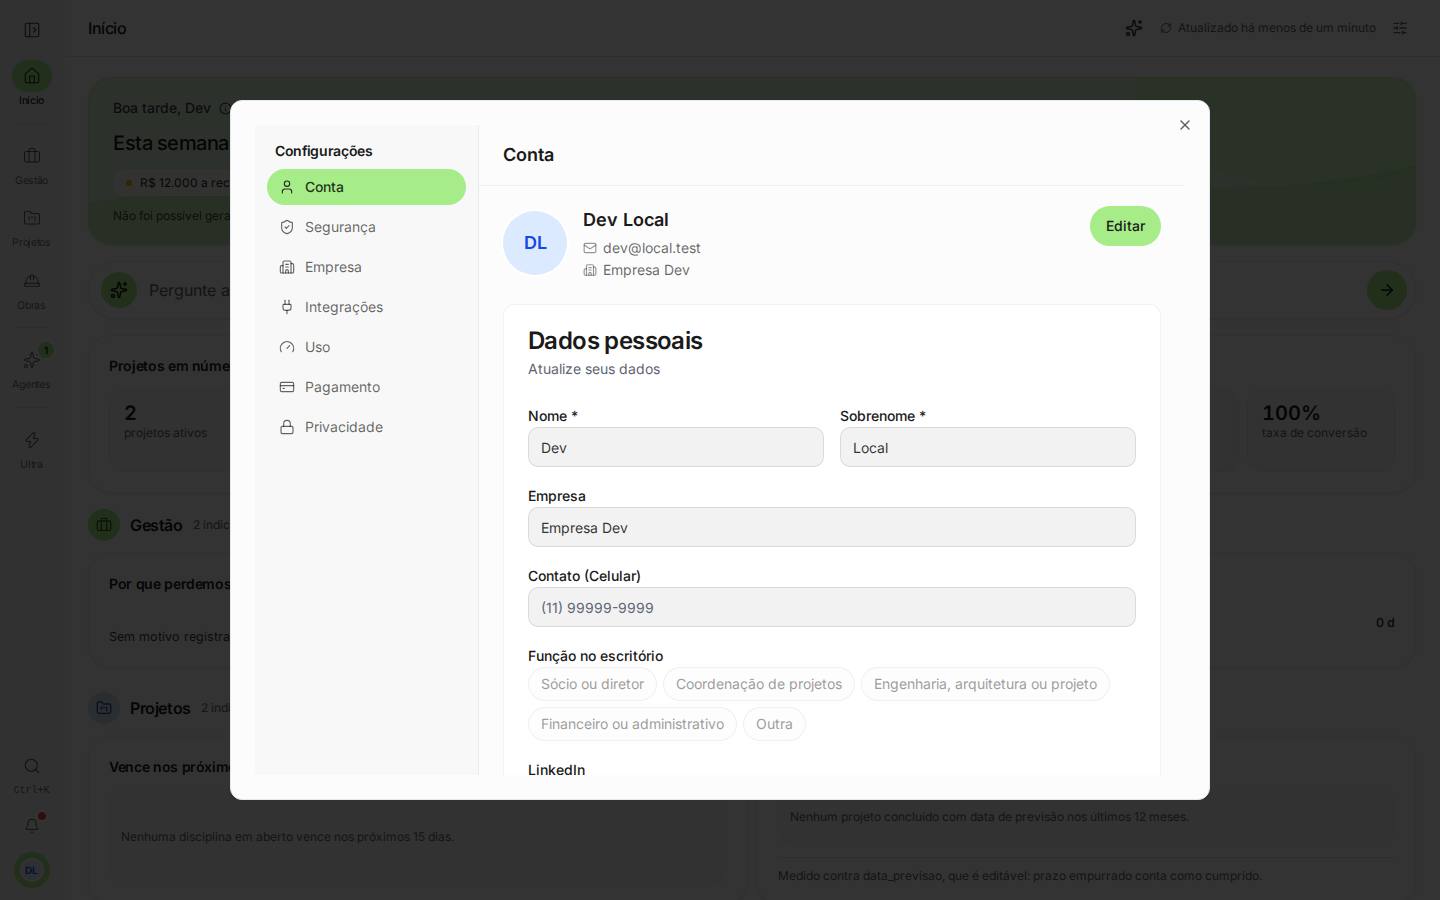 Início
Atualizado há menos de um minuto
Início
Gestão
Projetos
Obras
1
Agentes
Ultra
Ctrl+K
DL
Boa tarde, Dev
Esta semana
R$ 12.000 a rec
Não foi possível gera
Pergunte a
Projetos em núme
2
projetos ativos
100%
taxa de conversão
Gestão
2 indic
Por que perdemos
Sem motivo registra
0 d
Projetos
2 indi
Vence nos próxim
Nenhuma disciplina em aberto vence nos próximos 15 dias.
Nenhum projeto concluído com data de previsão nos últimos 12 meses.
Medido contra data_previsao, que é editável: prazo empurrado conta como cumprido.
Configurações
Conta
Segurança
Empresa
Integrações
Uso
Pagamento
Privacidade
Conta
DL
Dev Local
dev@local.test
Empresa Dev
Editar
Dados pessoais
Atualize seus dados
Nome *
Sobrenome *
Dev
Local
Empresa
Empresa Dev
Contato (Celular)
(11) 99999-9999
Função no escritório
Sócio ou diretor
Coordenação de projetos
Engenharia, arquitetura ou projeto
Financeiro ou administrativo
Outra
LinkedIn